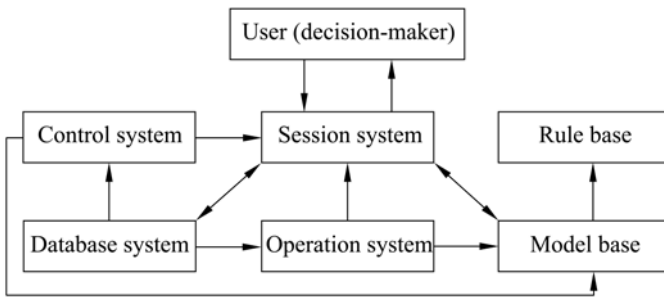 User (decision-maker)
Control system
Session system
Rule base
Database system
Operation system
Model base